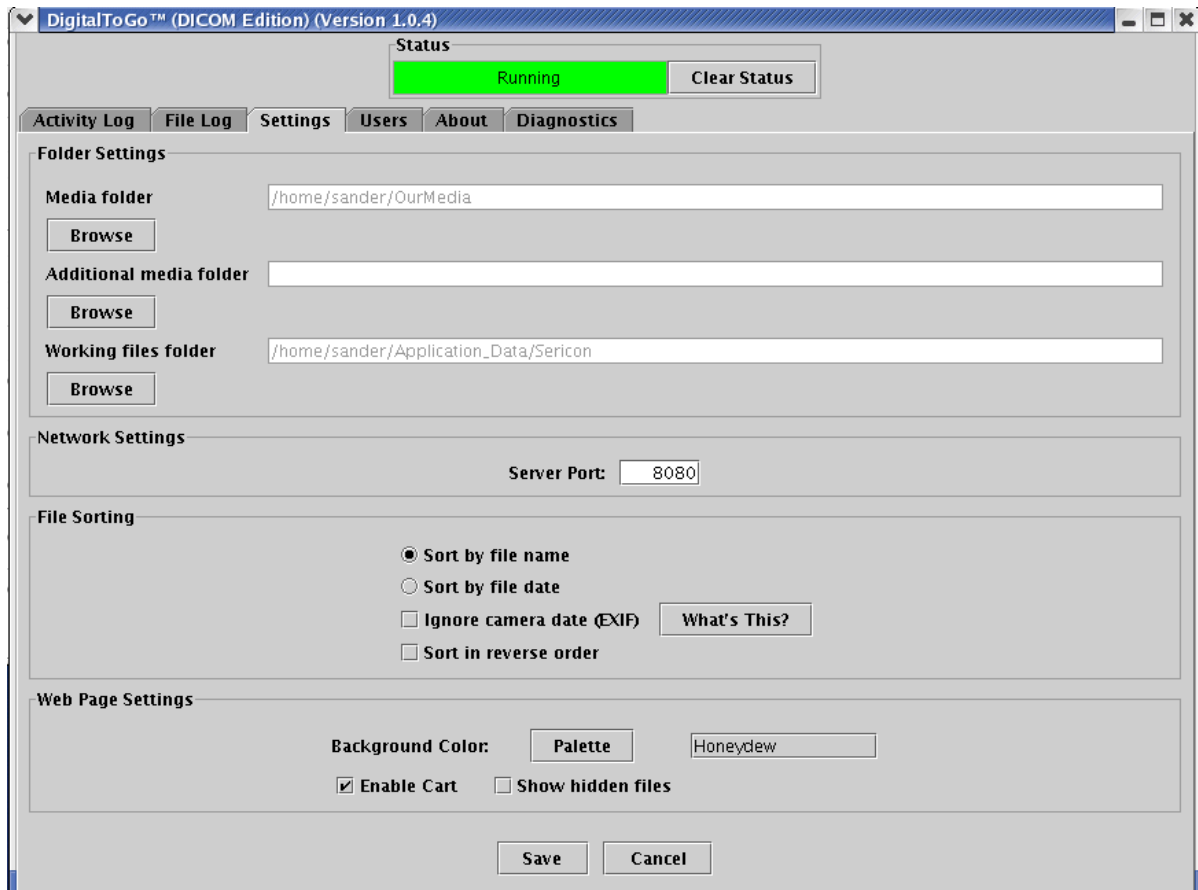 DigitalToGo™ (DICOM Edition) (Version 1.0.4)
Status
Running Clear Status
Activity Log File Log Settings Users About Diagnostics
Folder Settings
Media folder /home/sander/OurMedia
Browse
Additional media folder
Browse
Working files folder /home/sander/Application_Data/Sericon
Browse
Network Settings
Server Port: 8080
File Sorting
Sort by file name
Sort by file date
Ignore camera date (EXIF) What's This?
Sort in reverse order
Web Page Settings
Background Color: Palette Honeydew
Enable Cart Show hidden files
Save Cancel